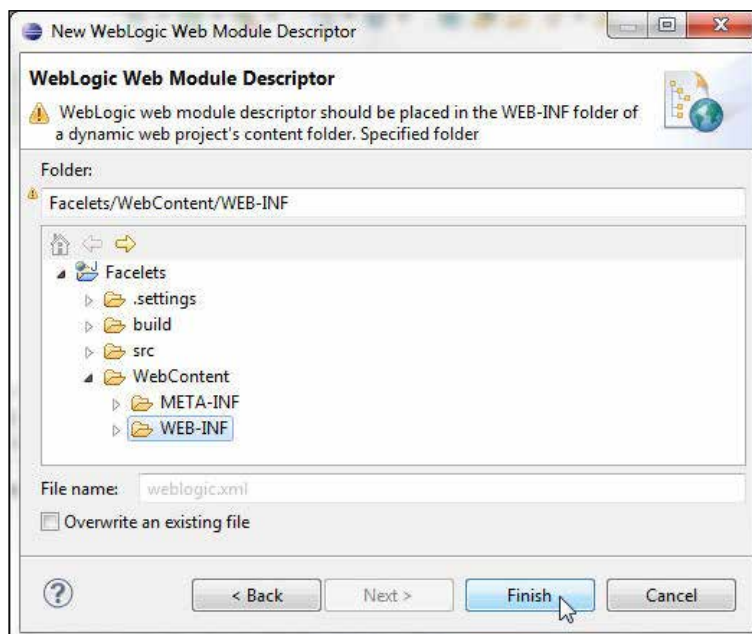 New WebLogic Web Module Descriptor
WebLogic Web Module Descriptor
WebLogic web module descriptor should be placed in the WEB-INF folder of
a dynamic web project's content folder. Specified folder
Folder:
Facelets/WebContent/WEB-INF
Facelets
.settings
build
src
WebContent
META-INF
WEB-INF
File name: weblogic.xml
Overwrite an existing file
? < Back Next > Finish Cancel